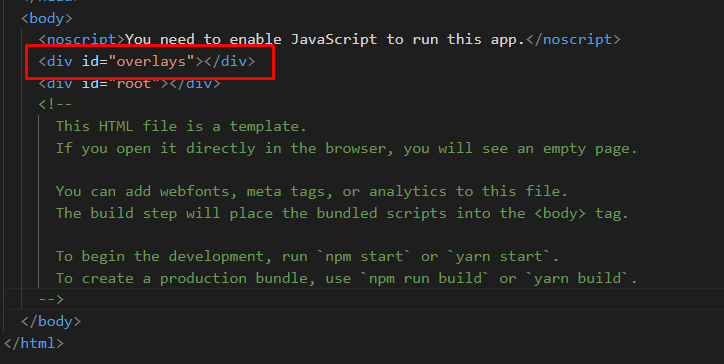 <body>
<noscript>You need to enable JavaScript to run this app.</noscript>
<div id="overlays"></div>
<div id="root"></div>
<!--
This HTML file is a template.
If you open it directly in the browser, you will see an empty page.
You can add webfonts, meta tags, or analytics to this file.
The build step will place the bundled scripts into the <body> tag.
To begin the development, run `npm start` or `yarn start`.
To create a production bundle, use `npm run build` or `yarn build`.
-->
</body>
</html>